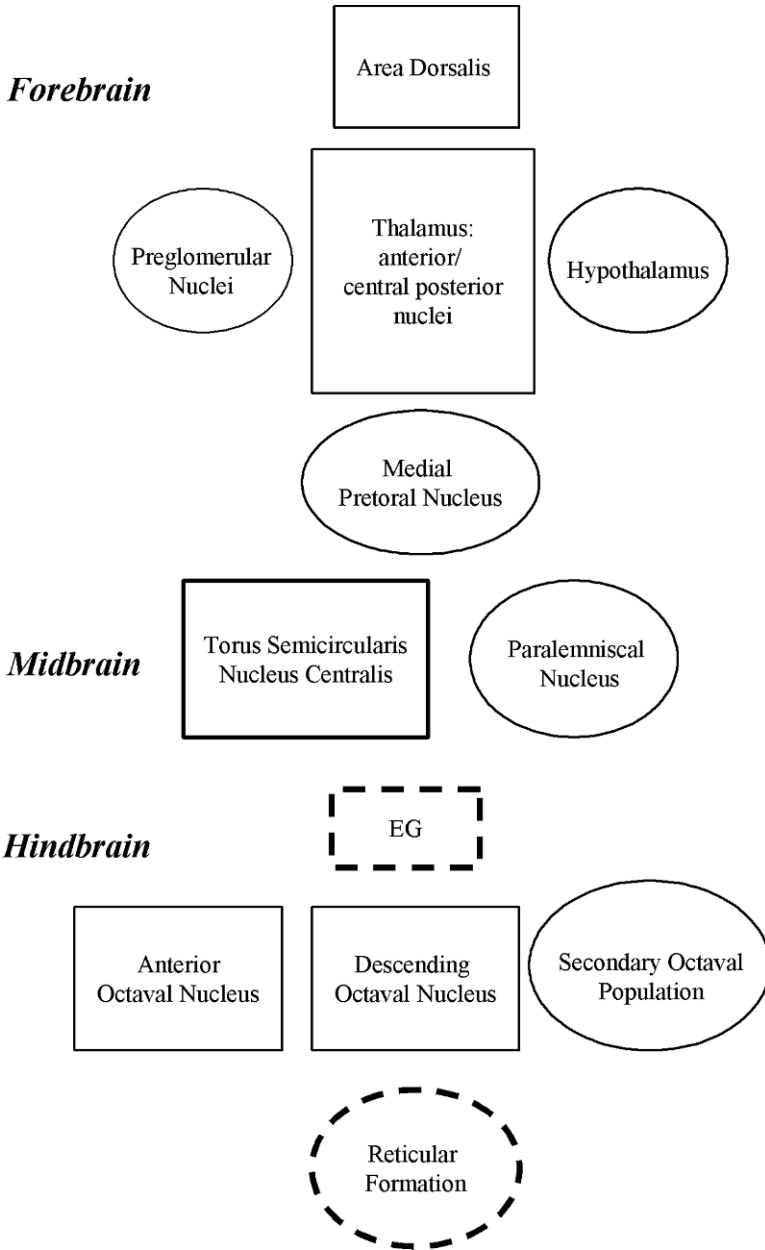 Forebrain
Area Dorsalis
Preglomerular
Nuclei
Thalamus:
anterior/
central posterior
nuclei
Hypothalamus
Medial
Pretoral Nucleus
Midbrain
Torus Semicircularis
Nucleus Centralis
Paralemniscal
Nucleus
Hindbrain
EG
Anterior
Octaval Nucleus
Descending
Octaval Nucleus
Secondary Octaval
Population
Reticular
Formation